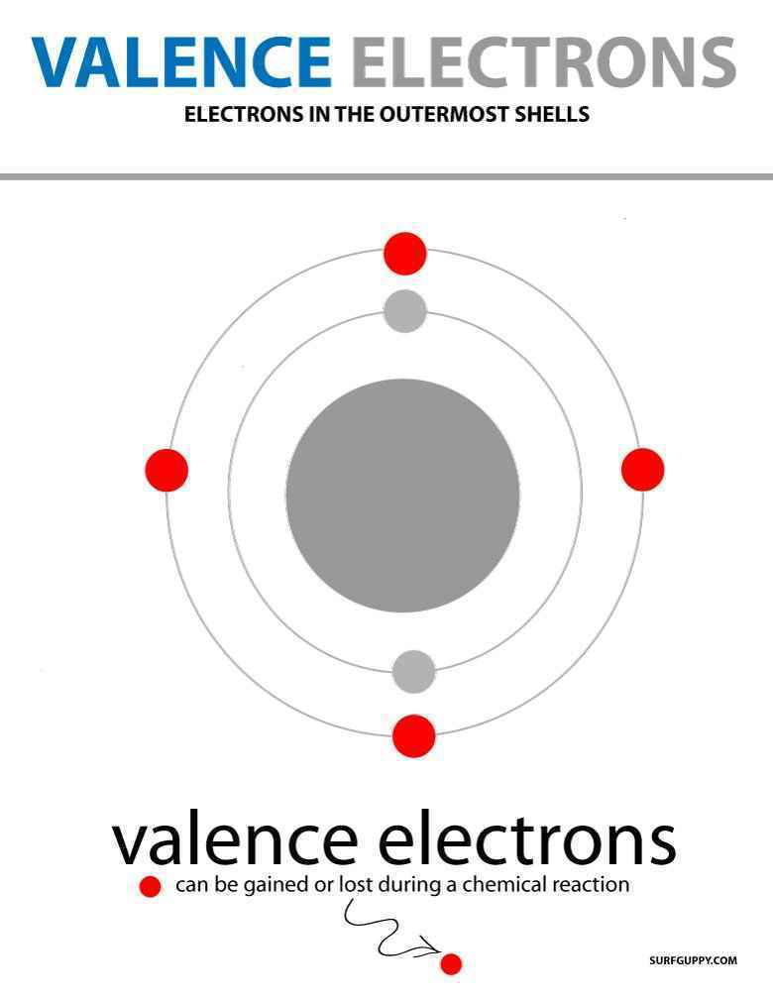 VALENCE ELECTRONS
ELECTRONS IN THE OUTERMOST SHELLS
valence electrons
can be gained or lost during a chemical reaction
SURFGUPPY.COM